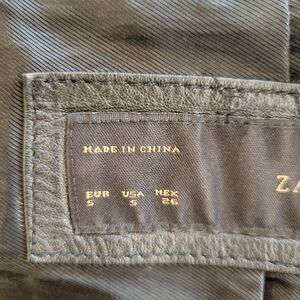 MADE IN CHINA
ZA
EUR USA MEX
S S 26